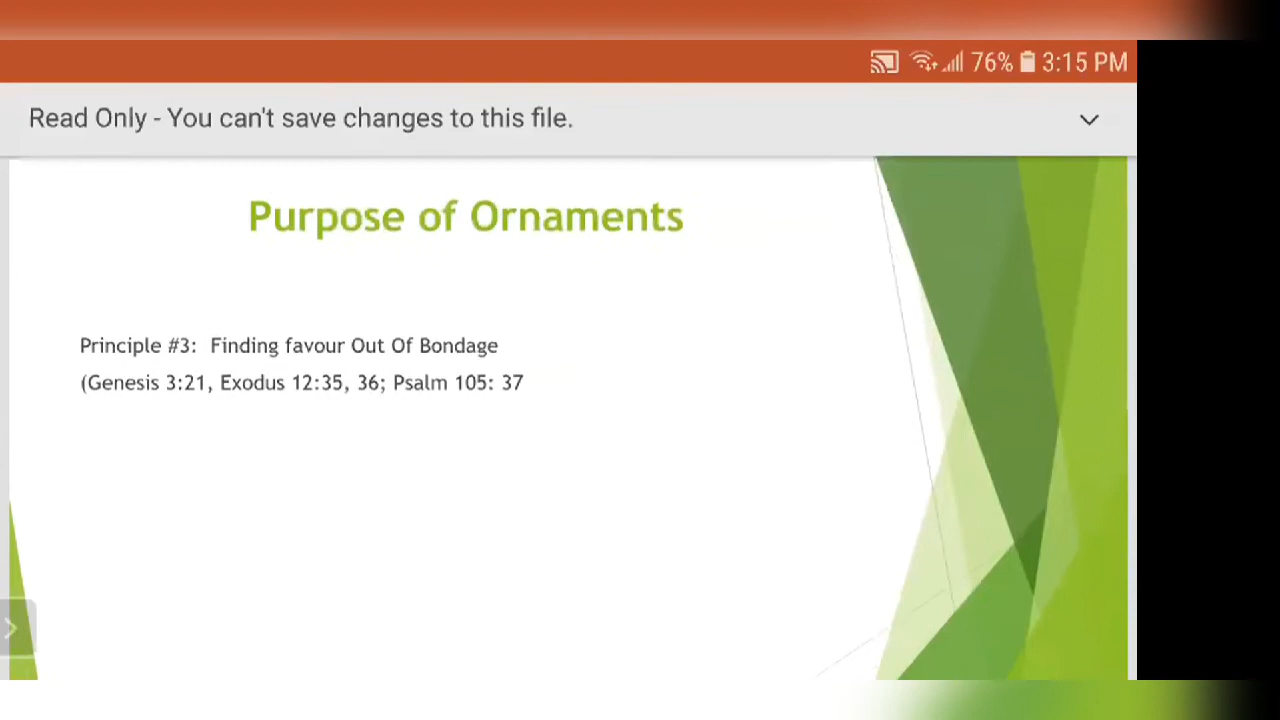 76% 3:15 PM
Read Only - You can't save changes to this file.
Purpose of Ornaments
Principle #3: Finding favour Out Of Bondage
(Genesis 3:21, Exodus 12:35, 36; Psalm 105: 37